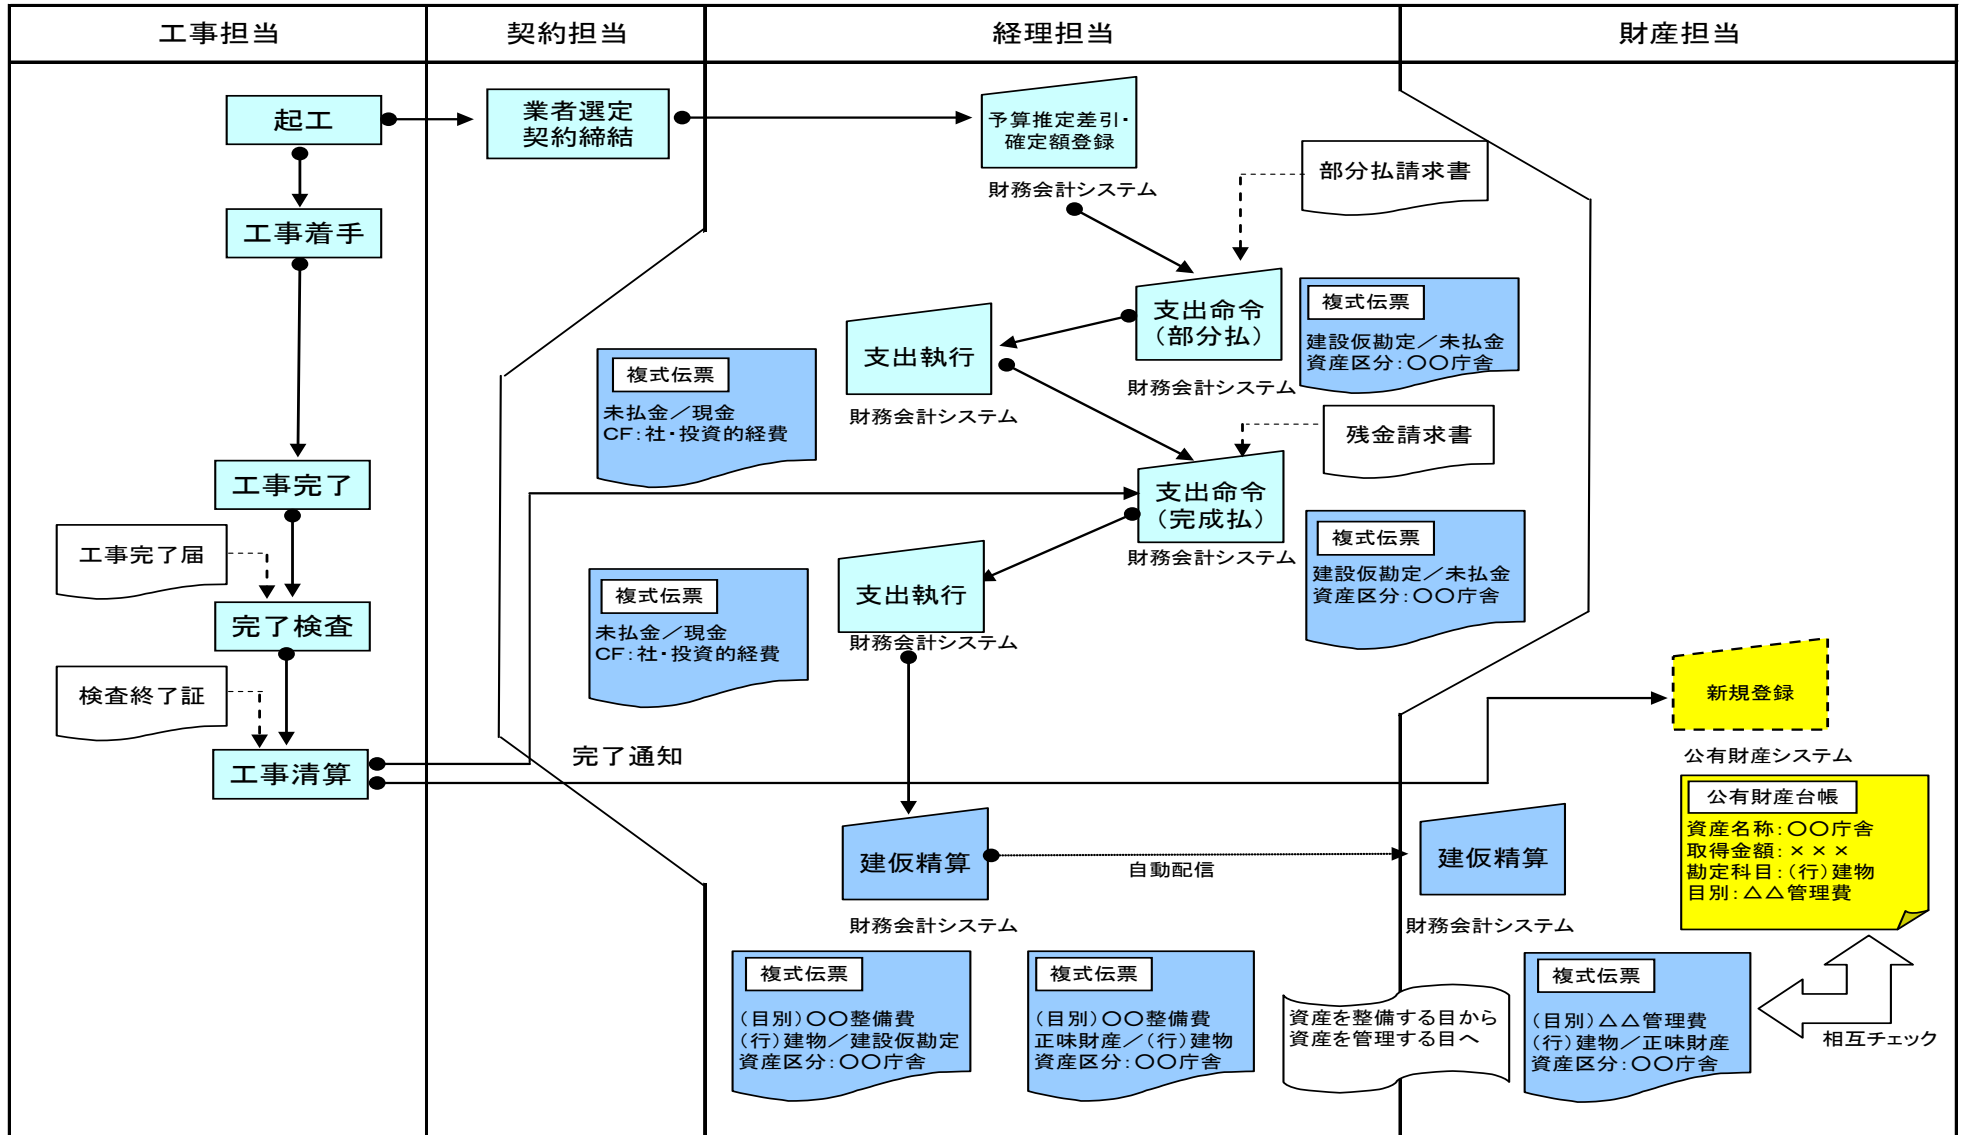 工事担当
契約担当
経理担当
財産担当
起工
業者選定
契約締結
予算推定差引・
確定額登録
財務会計システム
部分払請求書
工事着手
支出命令
（部分払）
財務会計システム
複式伝票
建設仮勘定／未払金
資産区分：〇〇庁舎
支出執行
財務会計システム
複式伝票
未払金／現金
CF：社・投資的経費
残金請求書
工事完了
支出命令
（完成払）
財務会計システム
複式伝票
建設仮勘定／未払金
資産区分：〇〇庁舎
工事完了届
支出執行
財務会計システム
複式伝票
未払金／現金
CF：社・投資的経費
完了検査
検査終了証
新規登録
公有財産システム
工事清算
完了通知
公有財産台帳
資産名称：〇〇庁舎
取得金額：×××
勘定科目：（行）建物
目別：△△管理費
建仮精算
財務会計システム
自動配信
建仮精算
財務会計システム
複式伝票
（目別）〇〇整備費
（行）建物／建設仮勘定
資産区分：〇〇庁舎
複式伝票
（目別）〇〇整備費
正味財産／（行）建物
資産区分：〇〇庁舎
資産を整備する目から
資産を管理する目へ
複式伝票
（目別）△△管理費
（行）建物／正味財産
資産区分：〇〇庁舎
相互チェック